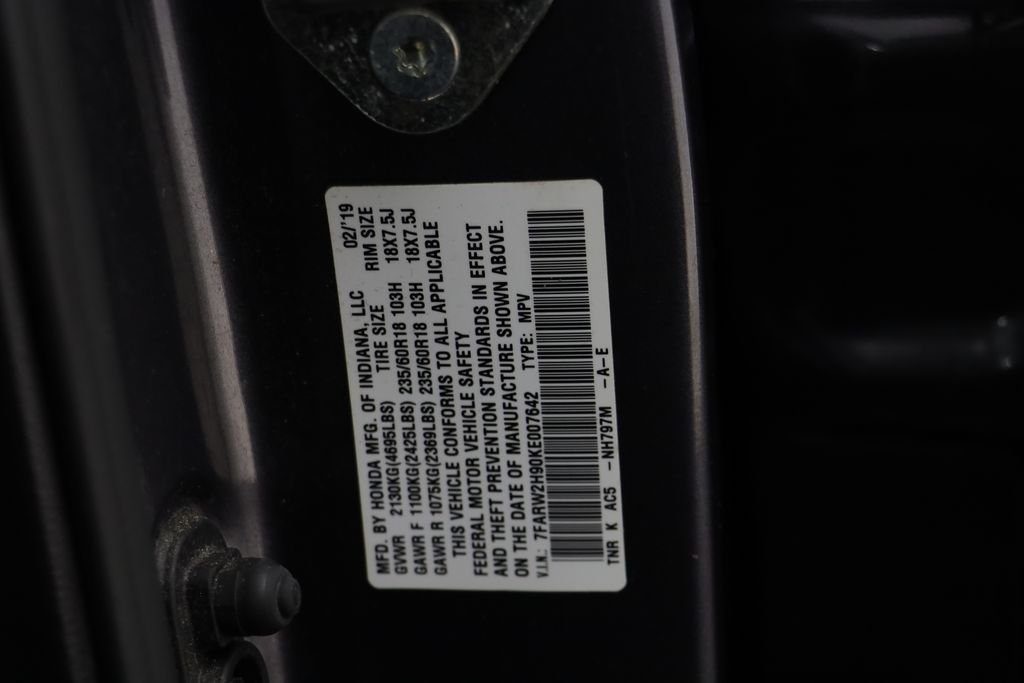 MFD. BY HONDA MFG. OF INDIANA, LLC 02/'19
GVWR 2130KG(4695LBS) TIRE SIZE RIM SIZE
GAWR F 1100KG(2425LBS) 235/60R18 103H 18X7.5J
GAWR R 1075KG(2369LBS) 235/60R18 103H 18X7.5J
THIS VEHICLE CONFORMS TO ALL APPLICABLE
FEDERAL MOTOR VEHICLE SAFETY
AND THEFT PREVENTION STANDARDS IN EFFECT
ON THE DATE OF MANUFACTURE SHOWN ABOVE.
V.I.N.: 7FARW2H90KE007642 TYPE: MPV
TNR K AC5 -NH797M -A-E